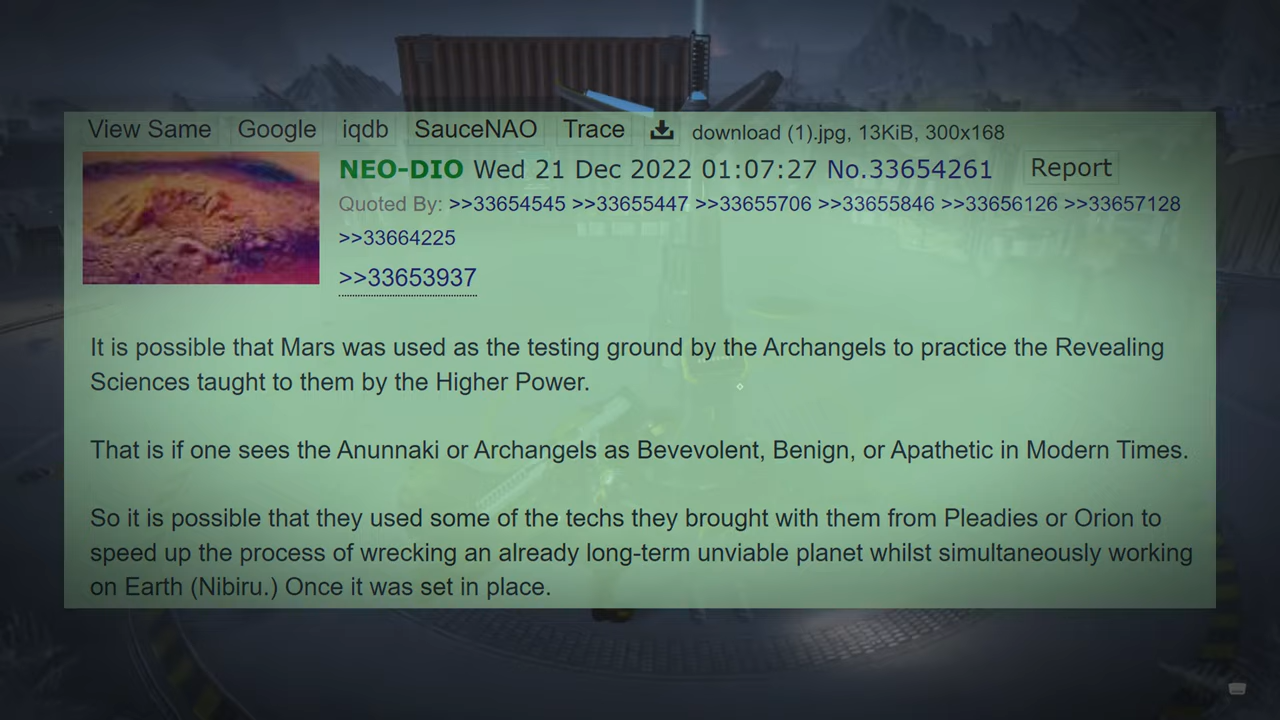 View Same Google iqdb SauceNAO Trace download (1).jpg, 13KiB, 300x168
NEO-DIO Wed 21 Dec 2022 01:07:27 No.33654261 Report
Quoted By: >>33654545 >>33655447 >>33655706 >>33655846 >>33656126 >>33657128
>>33664225
>>33653937
It is possible that Mars was used as the testing ground by the Archangels to practice the Revealing
Sciences taught to them by the Higher Power.
That is if one sees the Anunnaki or Archangels as Bevevolent, Benign, or Apathetic in Modern Times.
So it is possible that they used some of the techs they brought with them from Pleadies or Orion to
speed up the process of wrecking an already long-term unviable planet whilst simultaneously working
on Earth (Nibiru.) Once it was set in place.